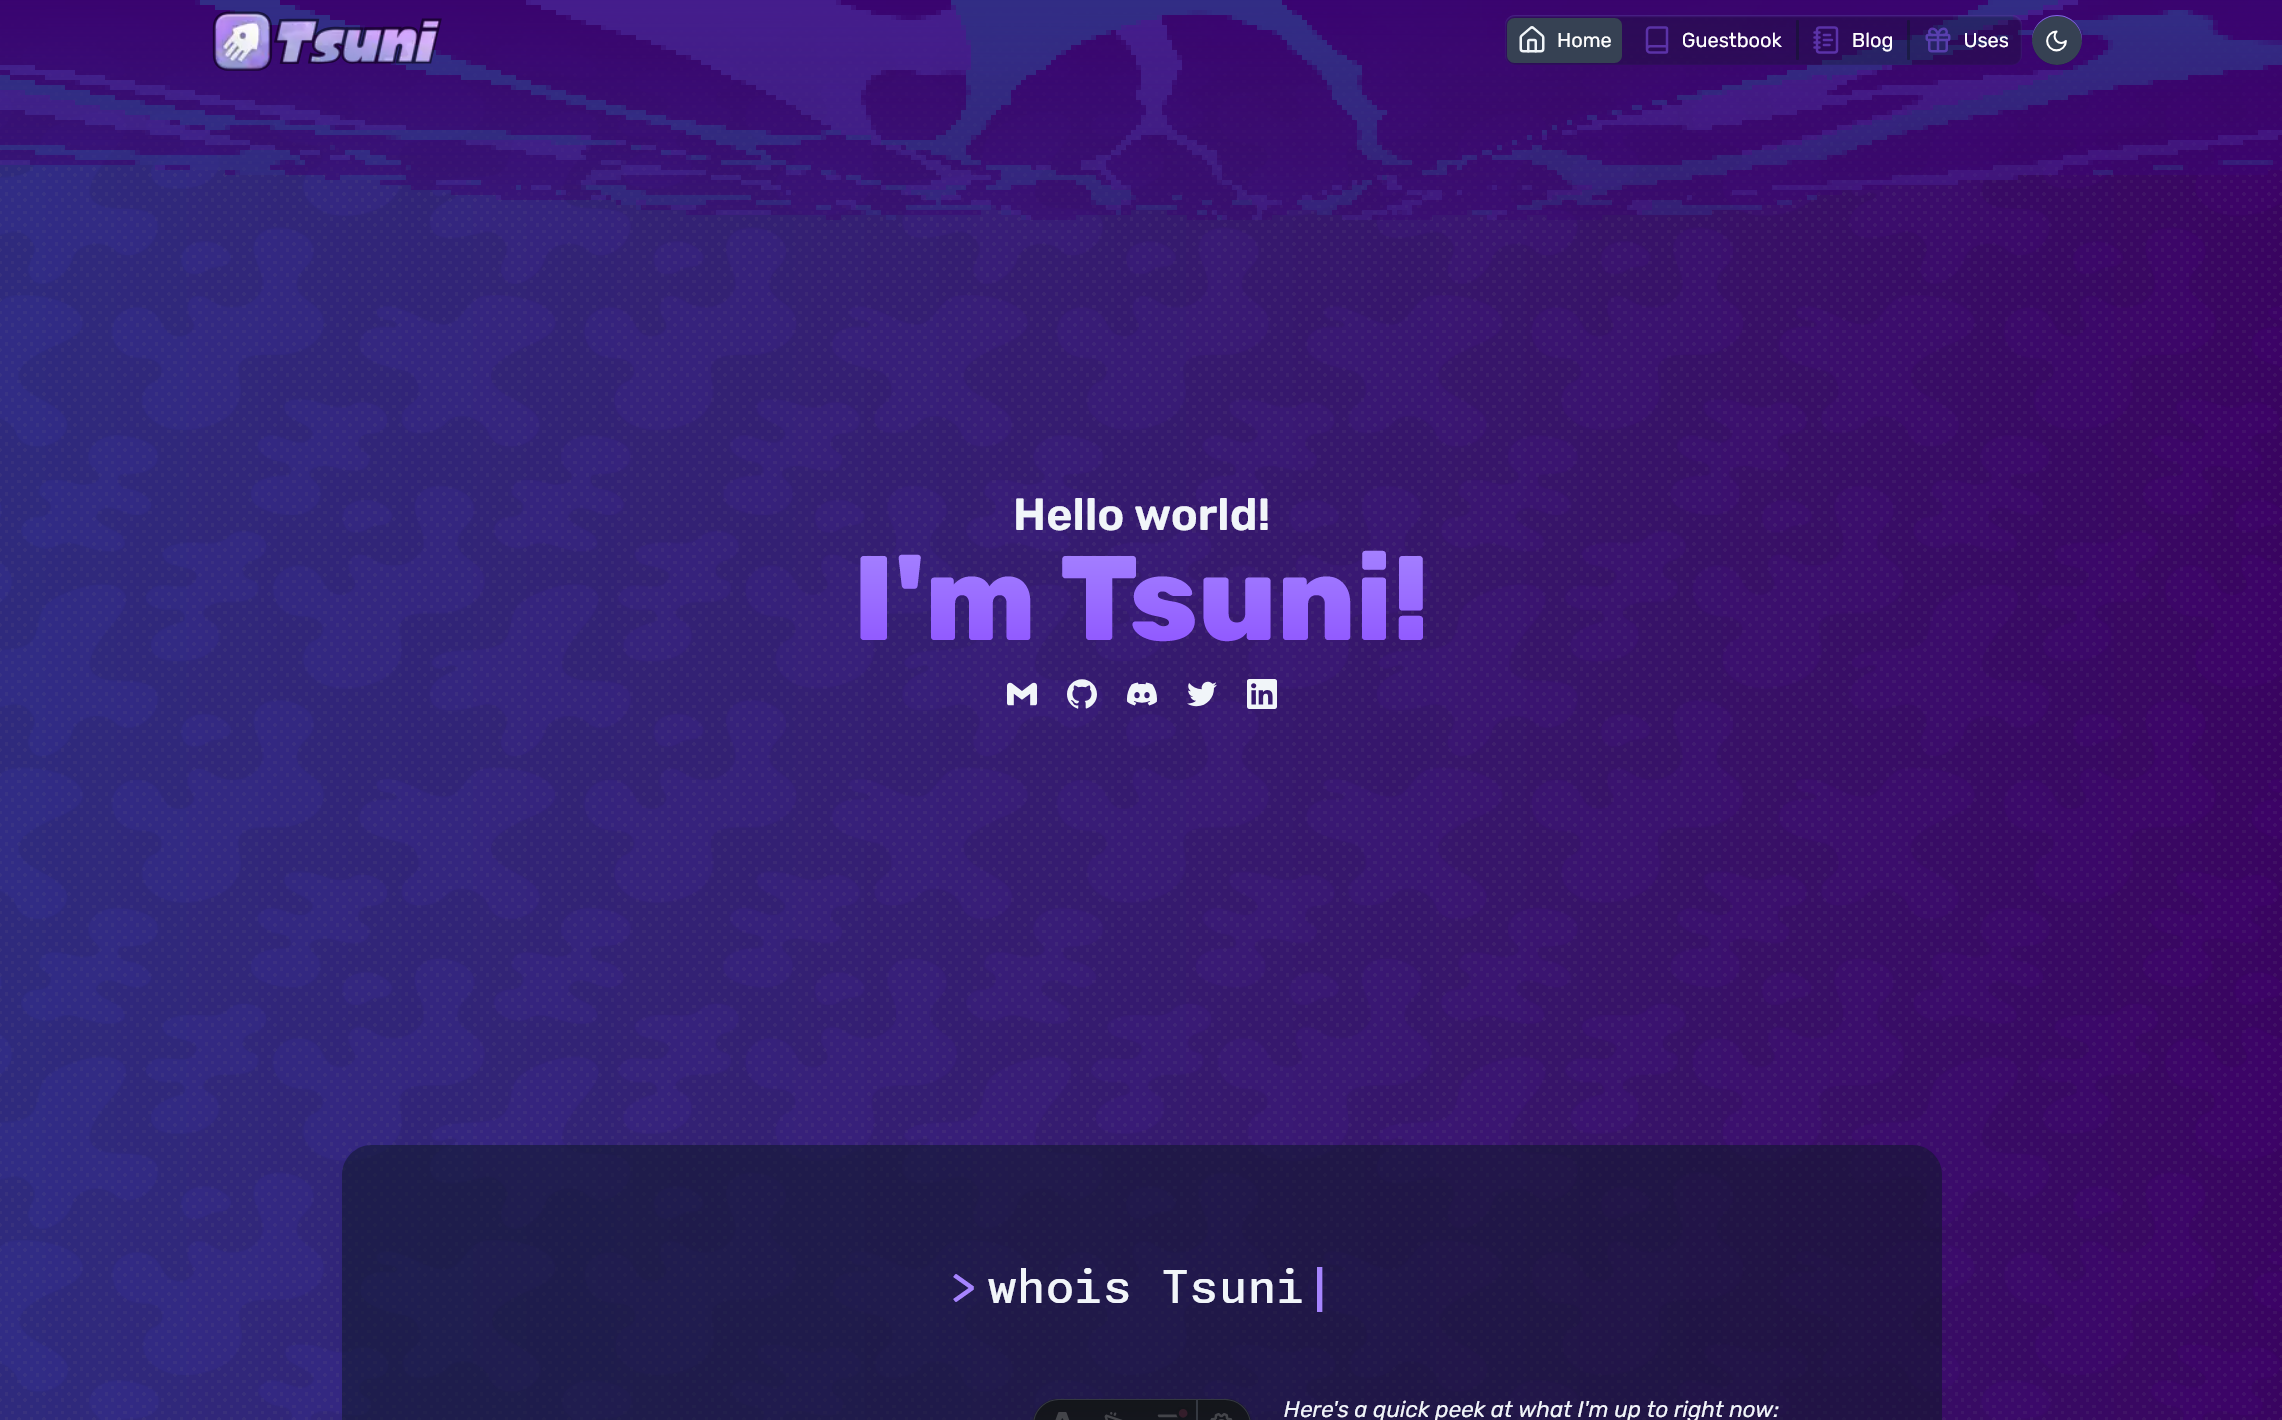 Tsuni
Home
Guestbook
Blog
Uses
Hello world!
I'm Tsuni!
> whois Tsuni|
Here's a quick peek at what I'm up to right now: